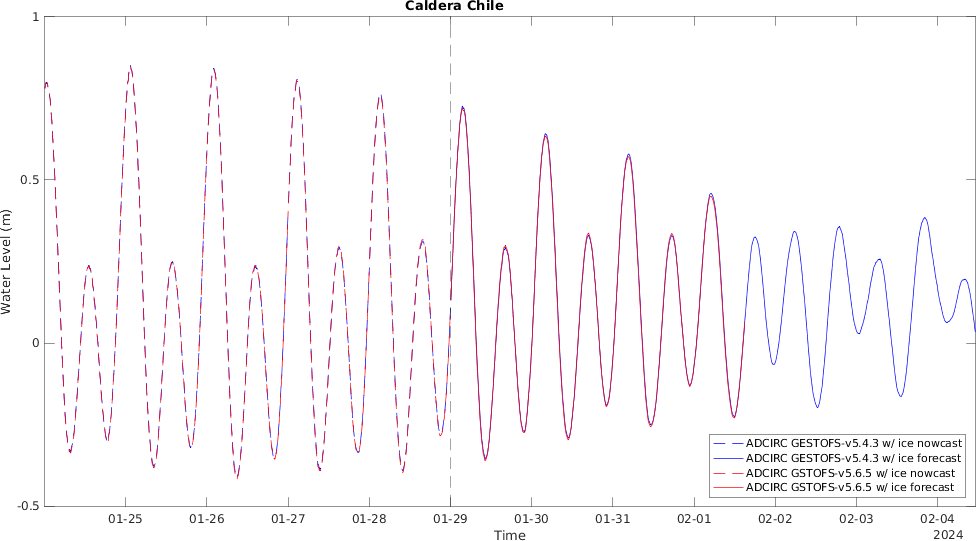 Caldera Chile
1
0.5
0
-0.5
Water Level (m)
01-25 01-26 01-27 01-28 01-29 01-30 01-31 02-01 02-02 02-03 02-04
Time
2024
ADCIRC GESTOFS-v5.4.3 w/ ice nowcast
ADCIRC GESTOFS-v5.4.3 w/ ice forecast
ADCIRC GSTOFS-v5.6.5 w/ ice nowcast
ADCIRC GSTOFS-v5.6.5 w/ ice forecast